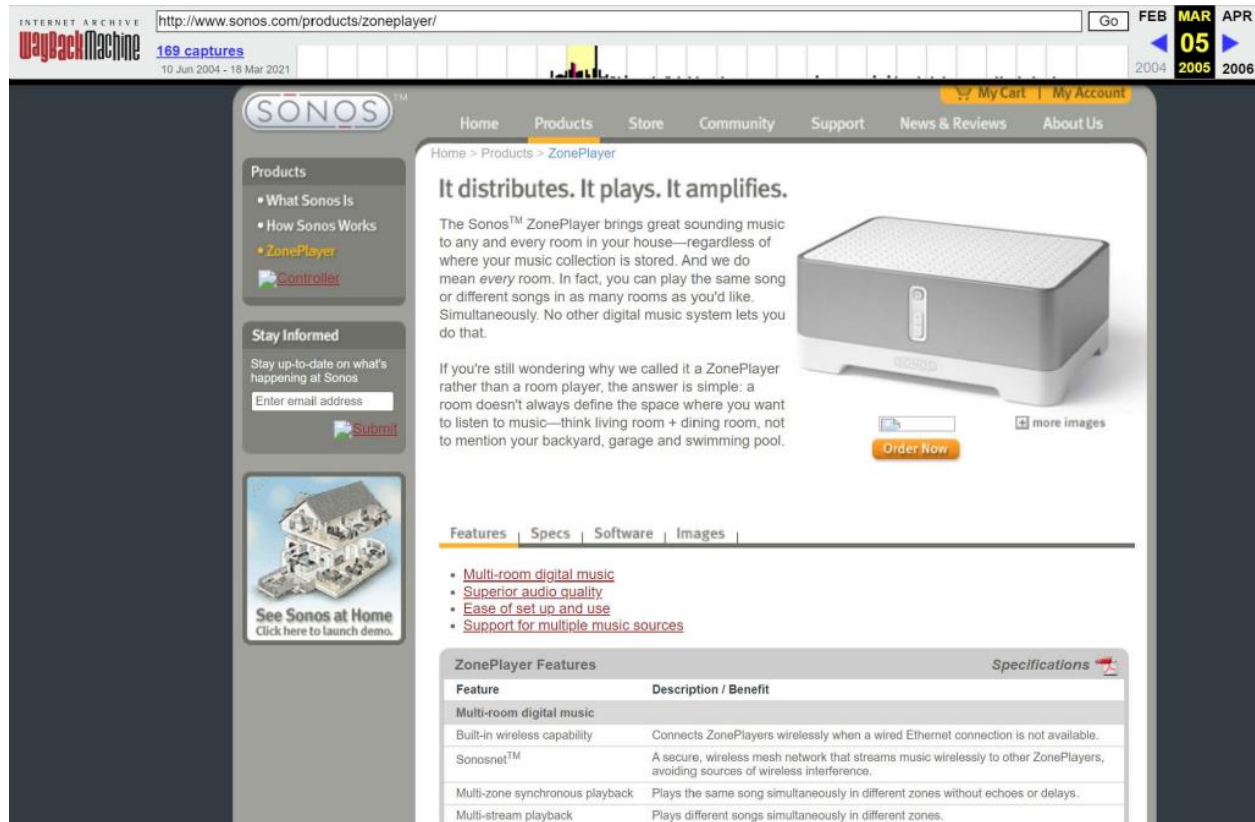 INTERNET ARCHIVE
WayBackMachine
http://www.sonos.com/products/zoneplayer/
Go
FEB MAR APR
169 captures
05
10 Jun 2004 - 18 Mar 2021
2004 2005 2006
SONOS TM
My Cart | My Account
Home Products Store Community Support News & Reviews About Us
Home > Products > ZonePlayer
Products
• What Sonos Is
• How Sonos Works
• ZonePlayer
Controller
Stay Informed
Stay up-to-date on what's
happening at Sonos
Enter email address
Submit
See Sonos at Home
Click here to launch demo.
It distributes. It plays. It amplifies.
The Sonos™ ZonePlayer brings great sounding music
to any and every room in your house—regardless of
where your music collection is stored. And we do
mean every room. In fact, you can play the same song
or different songs in as many rooms as you'd like.
Simultaneously. No other digital music system lets you
do that.
If you're still wondering why we called it a ZonePlayer
rather than a room player, the answer is simple: a
room doesn't always define the space where you want
to listen to music—think living room + dining room, not
to mention your backyard, garage and swimming pool.
SONOS
more images
Order Now
Features | Specs | Software | Images |
• Multi-room digital music
• Superior audio quality
• Ease of set up and use
• Support for multiple music sources
ZonePlayer Features Specifications
Feature Description / Benefit
Multi-room digital music
Built-in wireless capability Connects ZonePlayers wirelessly when a wired Ethernet connection is not available.
Sonosnet™ A secure, wireless mesh network that streams music wirelessly to other ZonePlayers,
avoiding sources of wireless interference.
Multi-zone synchronous playback Plays the same song simultaneously in different zones without echoes or delays.
Multi-stream playback Plays different songs simultaneously in different zones.